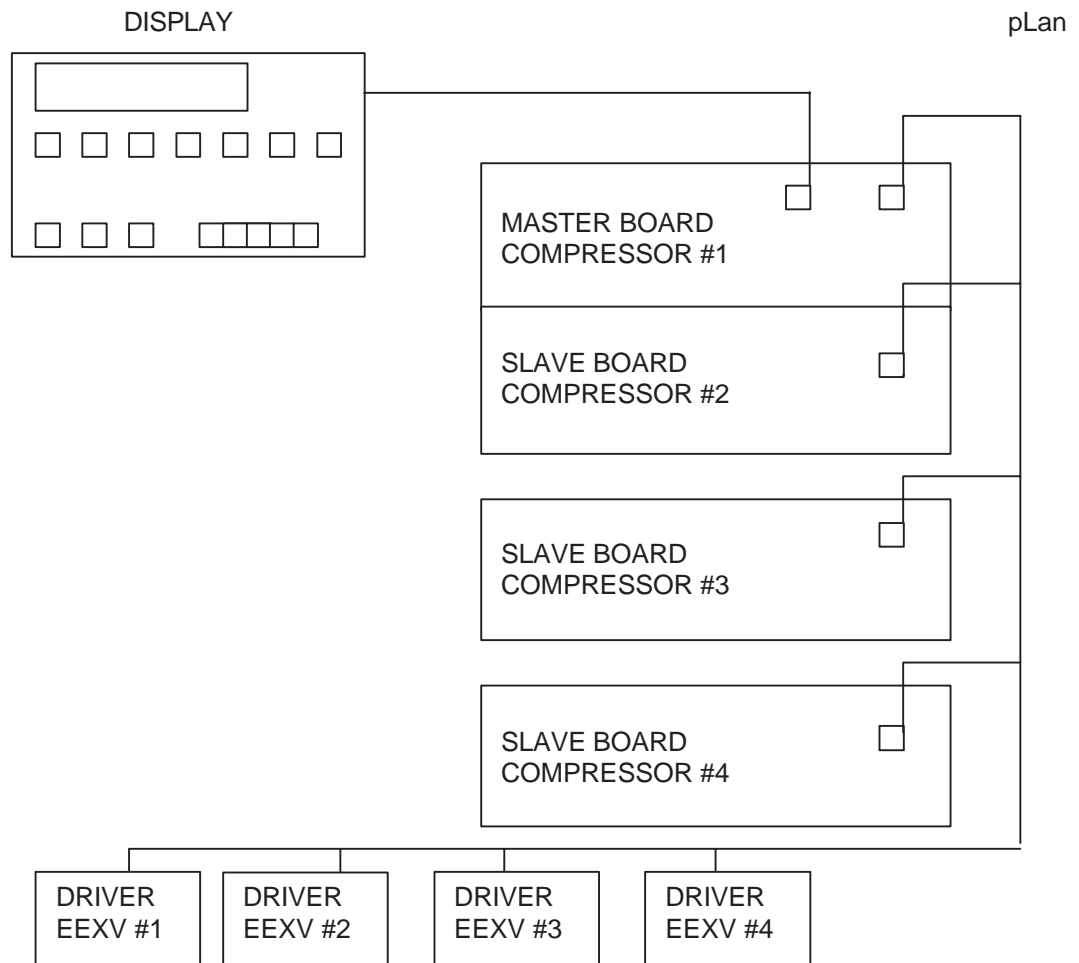 DISPLAY
pLan
MASTER BOARD
COMPRESSOR #1
SLAVE BOARD
COMPRESSOR #2
SLAVE BOARD
COMPRESSOR #3
SLAVE BOARD
COMPRESSOR #4
DRIVER
EEXV #1
DRIVER
EEXV #2
DRIVER
EEXV #3
DRIVER
EEXV #4